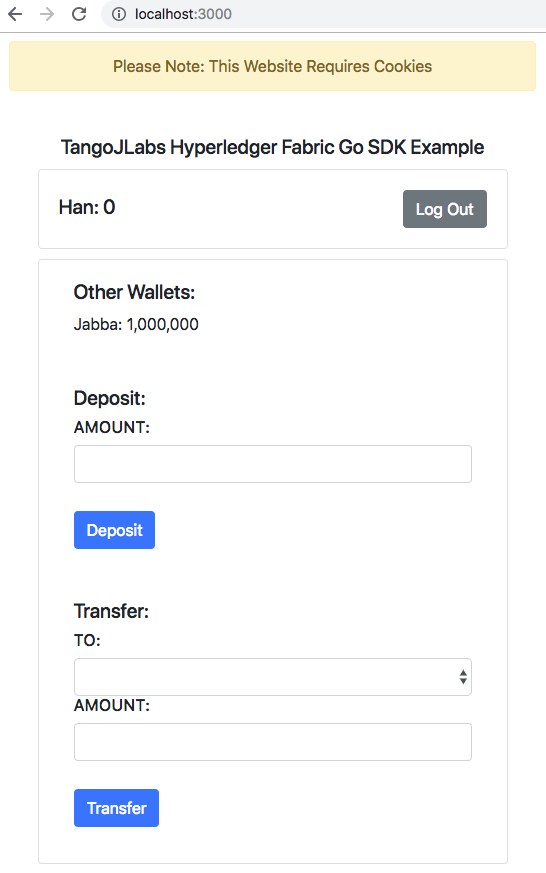 localhost:3000
Please Note: This Website Requires Cookies
TangoJLabs Hyperledger Fabric Go SDK Example
Han: 0
Log Out
Other Wallets:
Jabba: 1,000,000
Deposit:
AMOUNT:
Deposit
Transfer:
TO:
AMOUNT:
Transfer